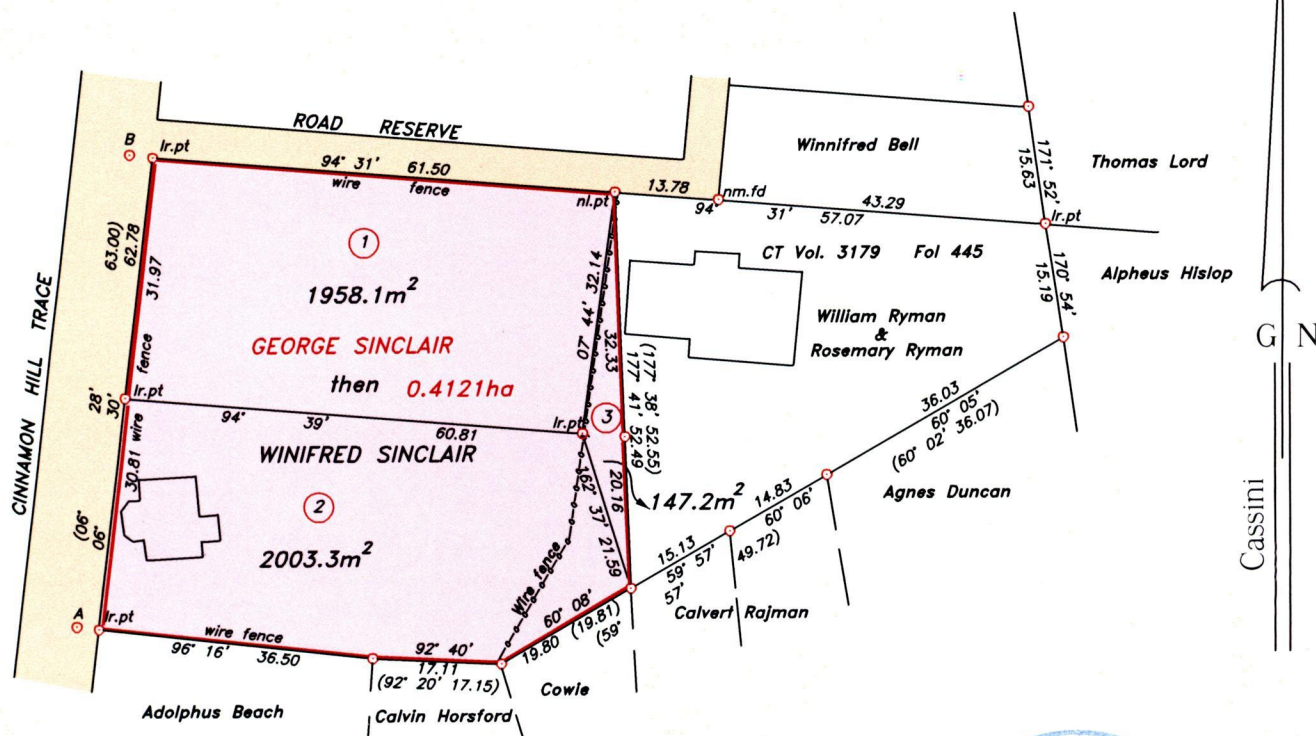 ROAD RESERVE
B
Ir.pt
94° 31' 61.50
wire fence
nl.pt
13.78
nm.fd
94° 31' 57.07
43.29
Winnifred Bell
171° 52'
15.63
Thomas Lord
Ir.pt
CT Vol. 3179 Fol 445
170° 54'
15.19
Alpheus Hislop
William Ryman
&
Rosemary Ryman
63.00)
62.78
31.97
fence
1
1958.1m²
GEORGE SINCLAIR
then 0.4121ha
07° 44' 32.14
32.33
(177° 38' 52.55)
177° 41' 52.49
G N
Cassini
CINNAMON HILL TRACE
28'
30'
Ir.pt
94° 39' 60.81
Ir.pt
3
WINIFRED SINCLAIR
30.81 wire
2
2003.3m²
162° 37' 21.59
(20.16
147.2m²
36.03
60° 05'
(60° 02' 36.07)
Agnes Duncan
14.83
60° 06'
49.72)
15.13
59° 57'
57'
Calvert Rajman
(06°
06°
Wire fence
60° 08'
19.80 (19.81)
(59°
A
Ir.pt
wire fence
96° 16' 36.50
92° 40'
17.11
(92° 20' 17.15)
Cowie
Adolphus Beach
Calvin Horsford